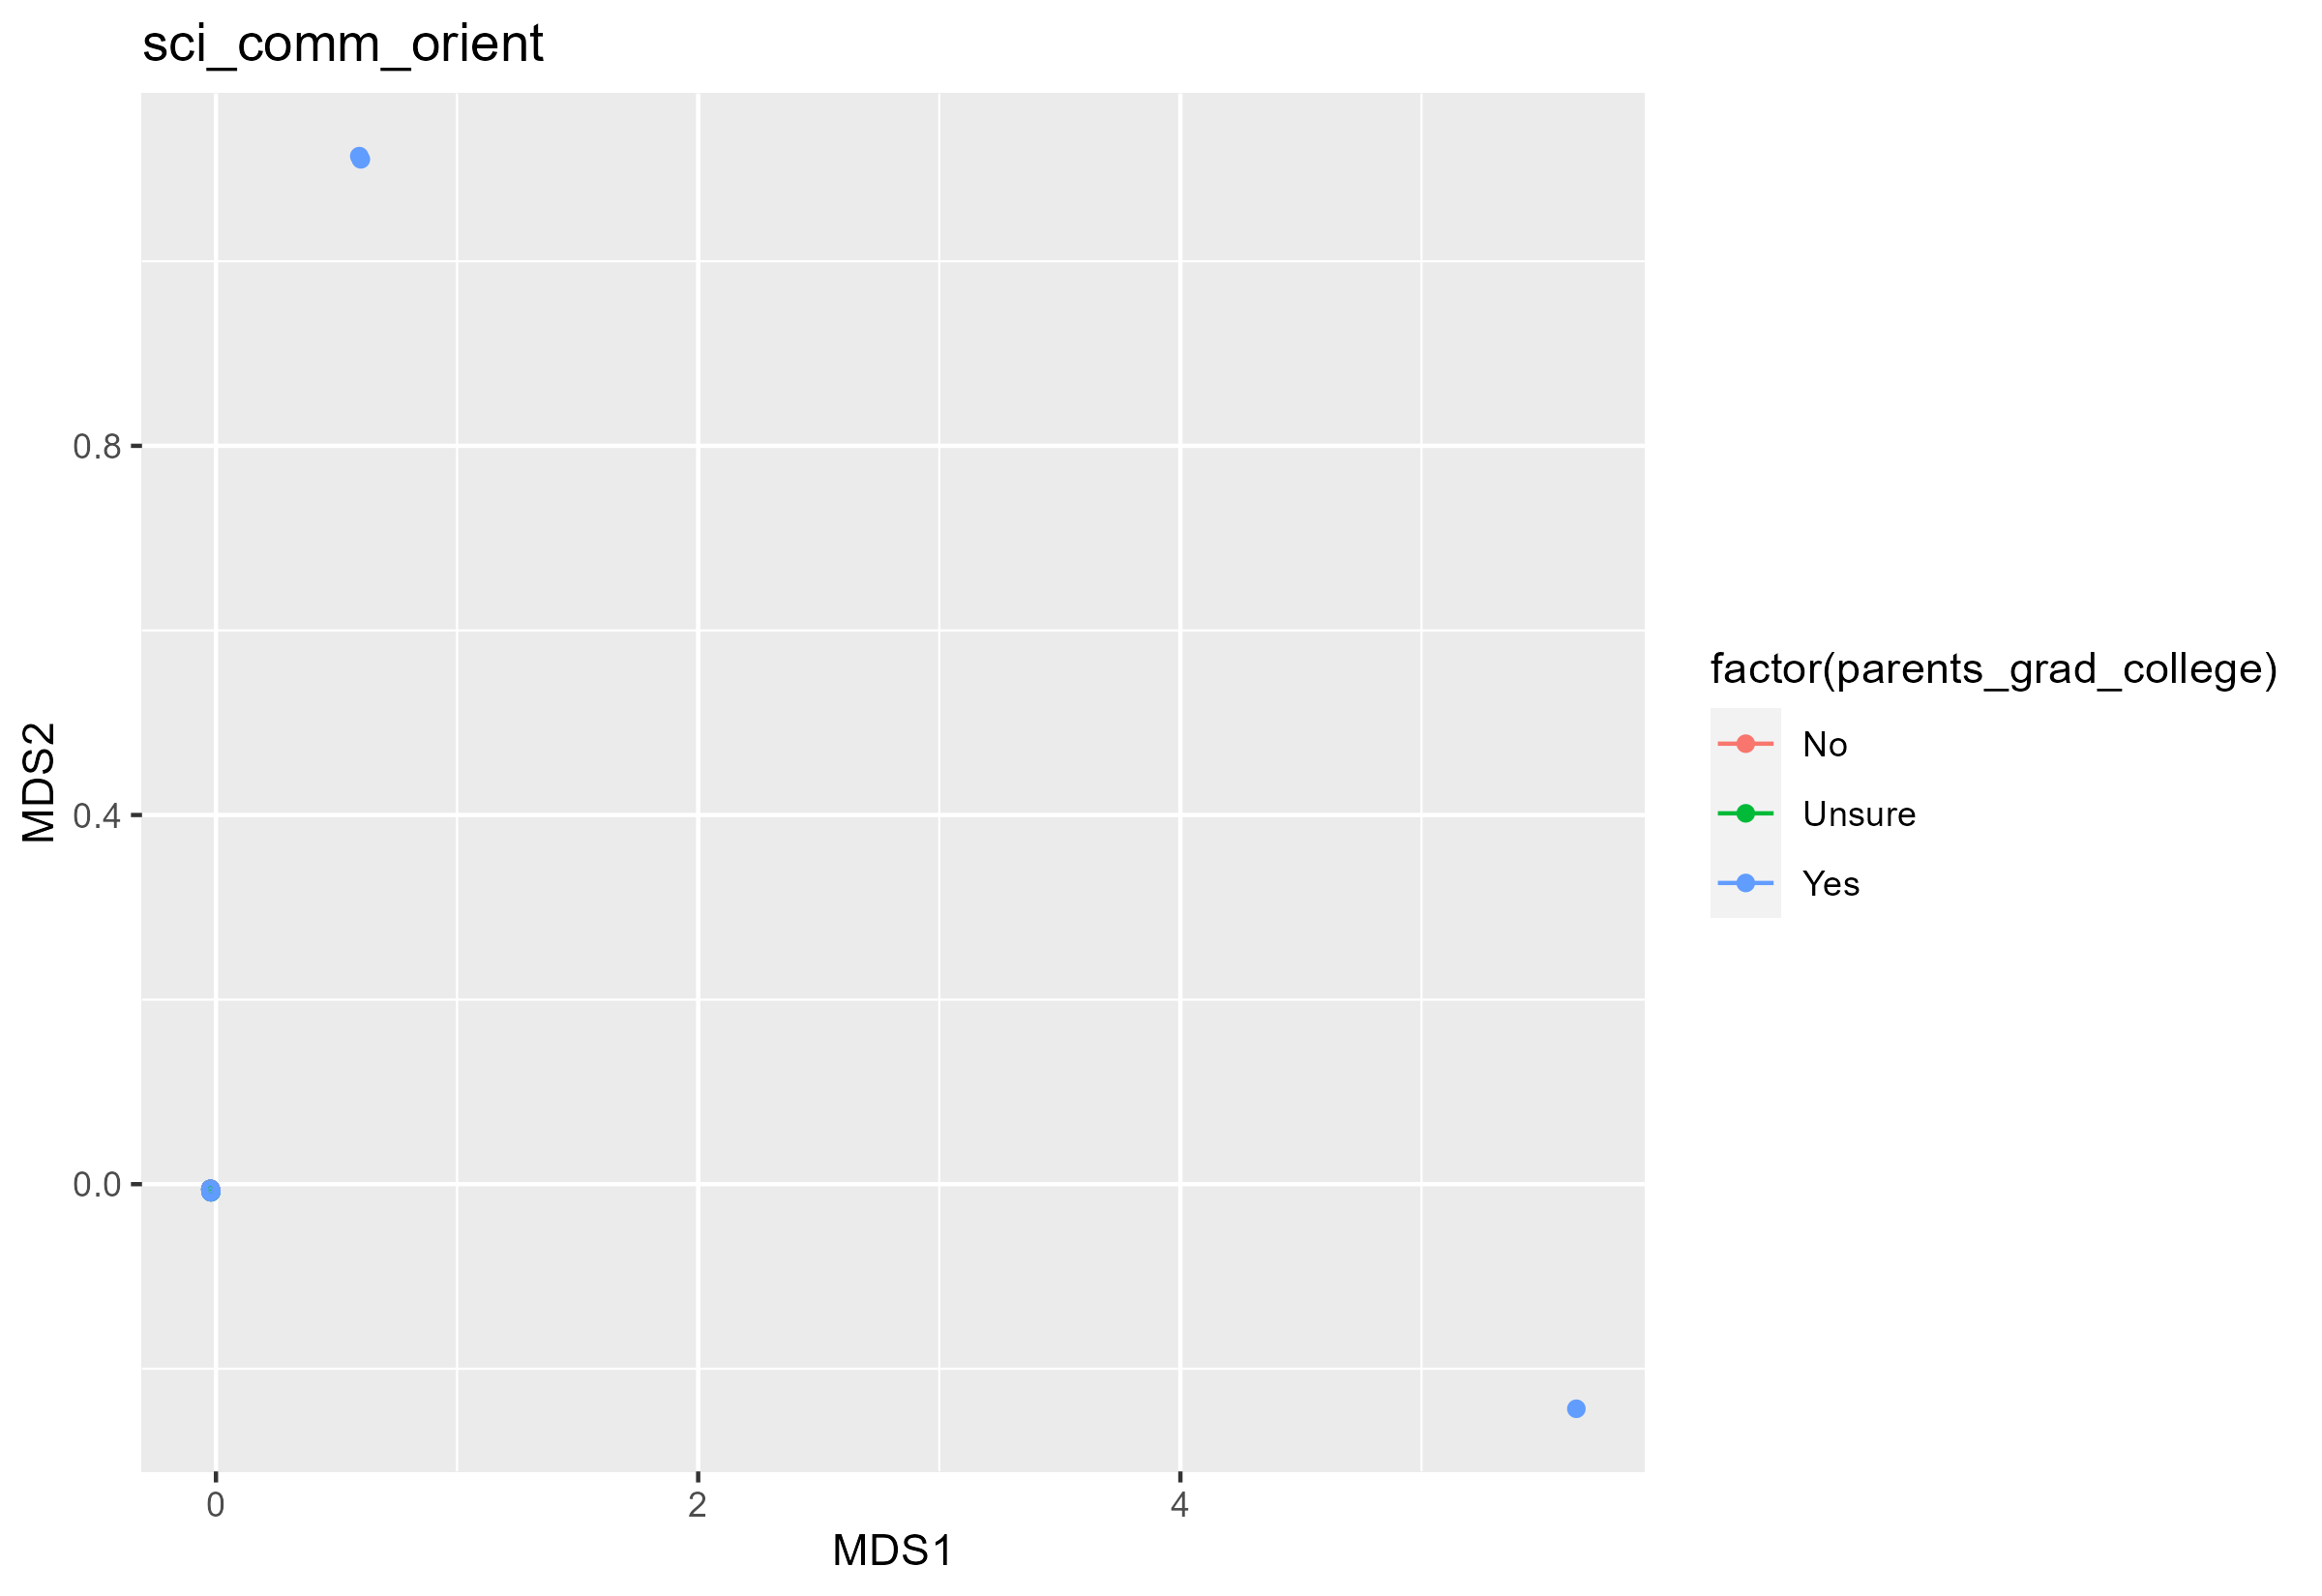 sci_comm_orient
MDS2
0.8
0.4
0.0
0
2
4
MDS1
factor(parents_grad_college)
No
Unsure
Yes